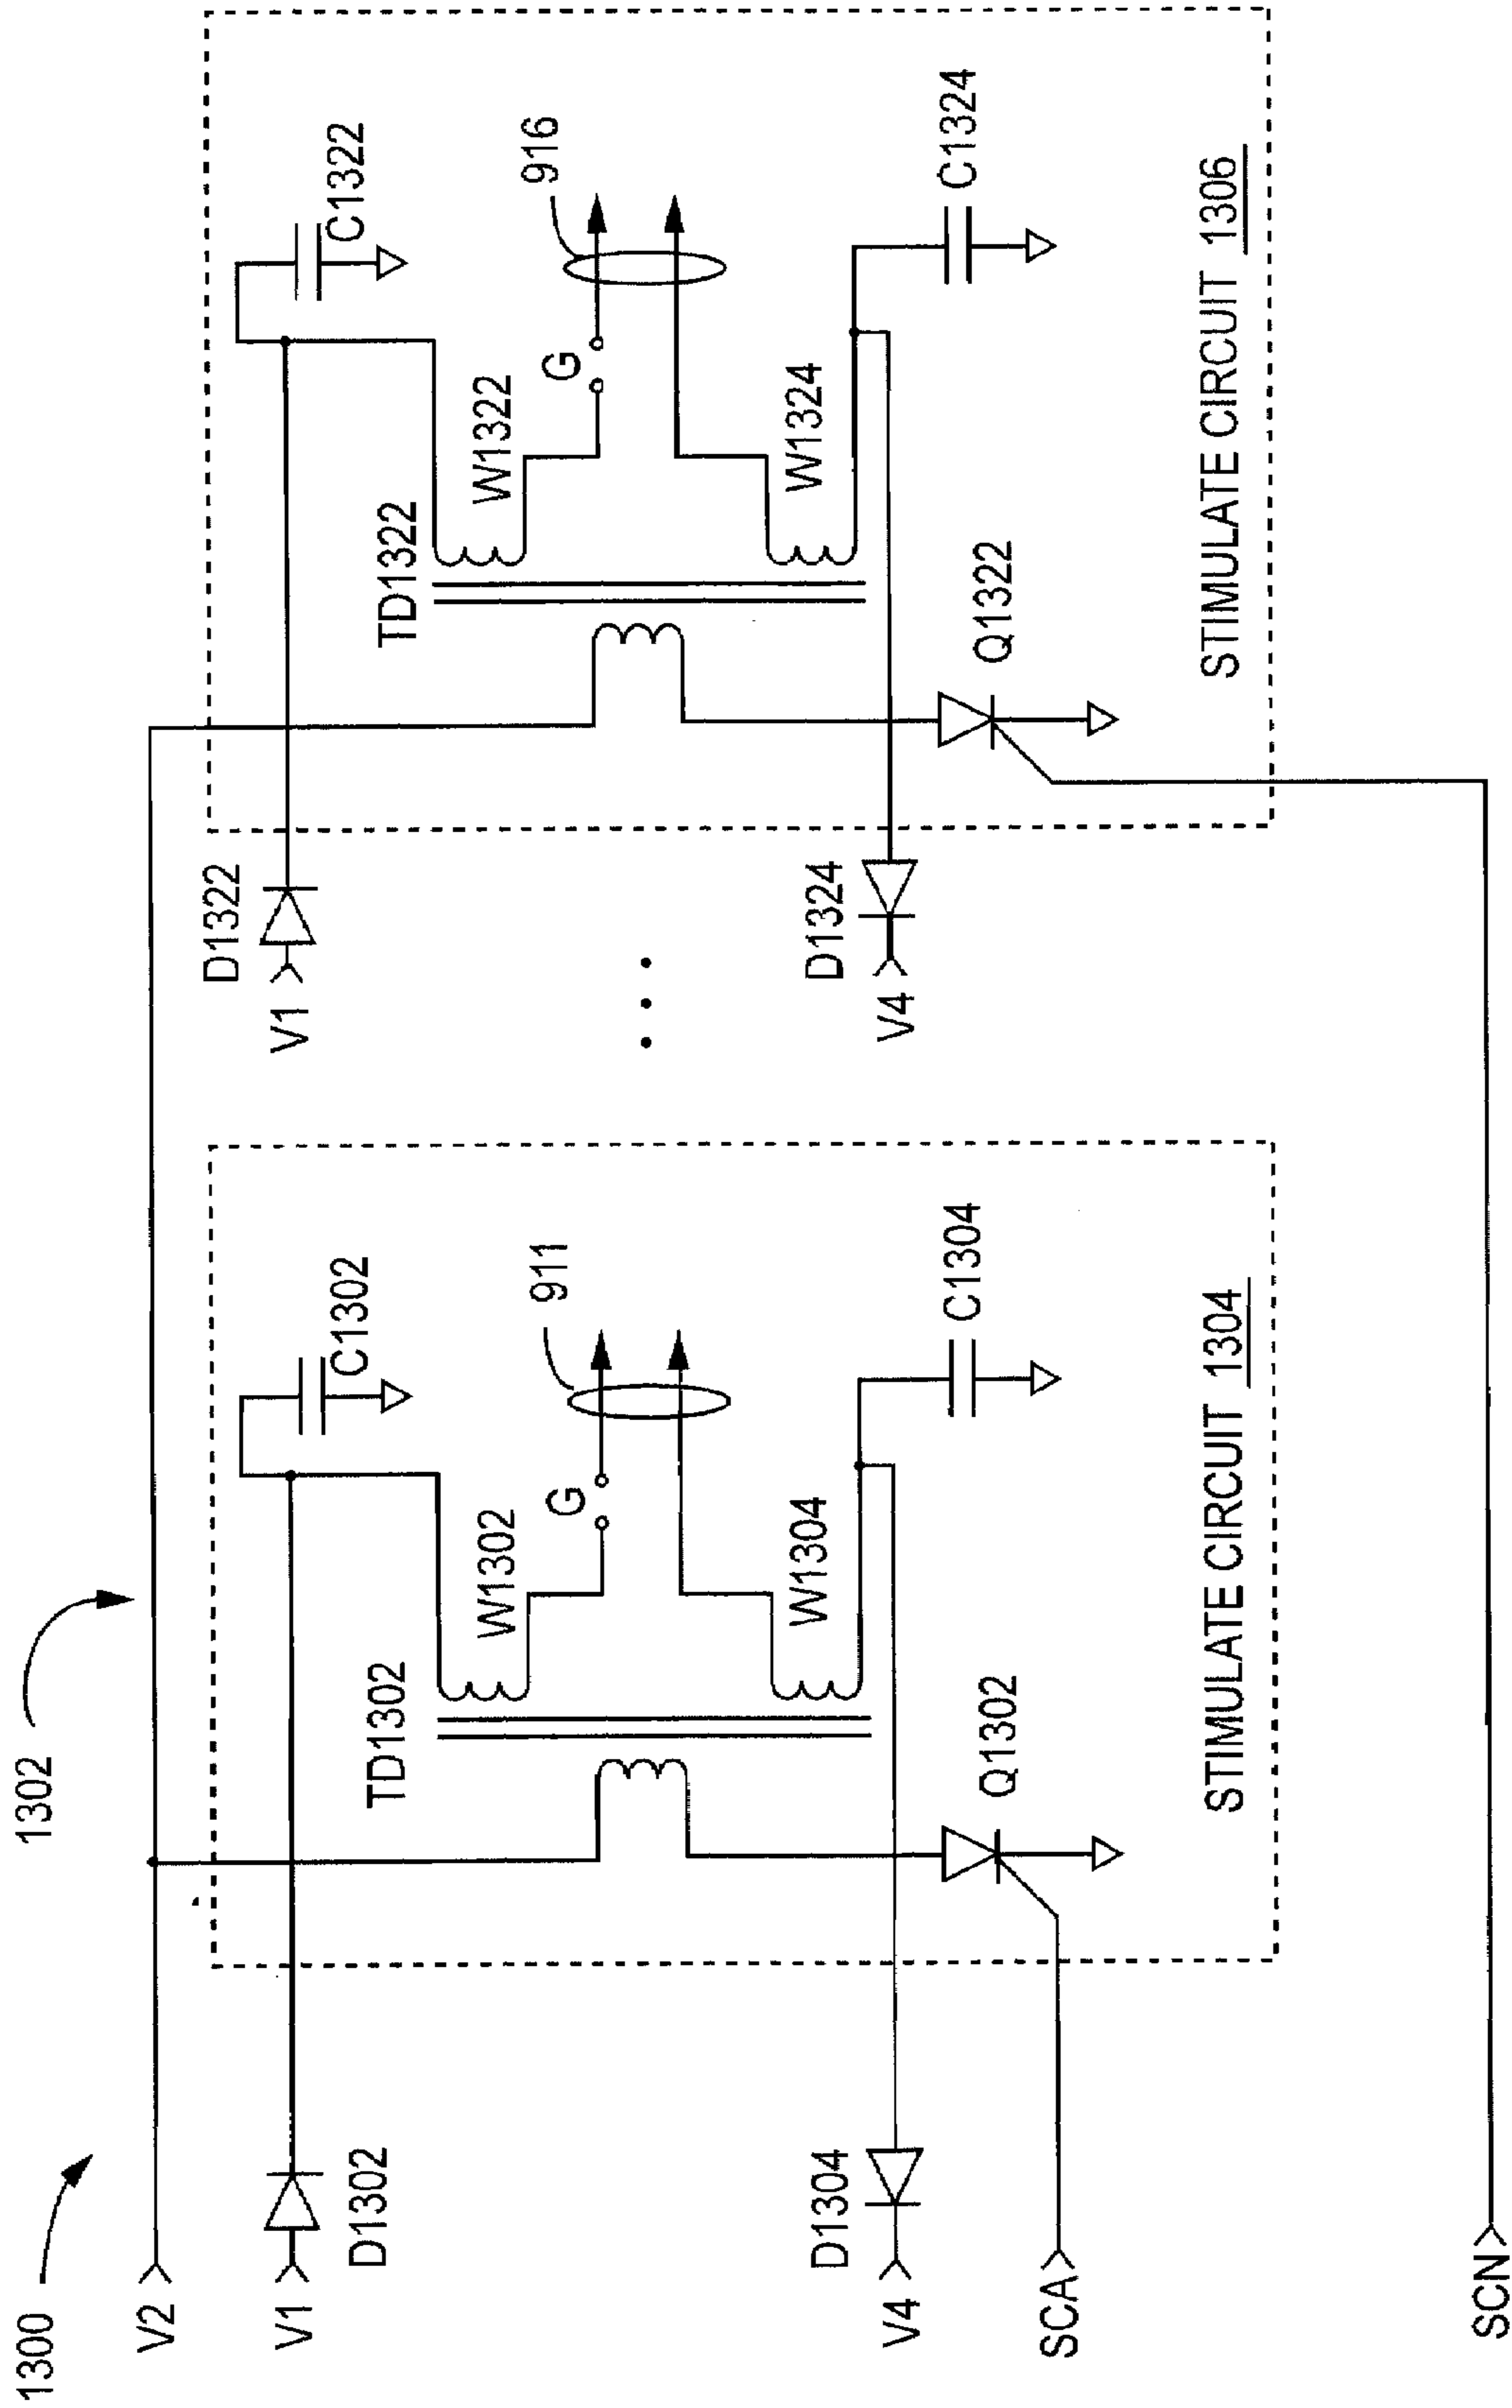 1300
1302
V2
V1
D1302
V4
D1304
SCA
SCN
TD1302
W1302
W1304
G
911
C1302
C1304
Q1302
STIMULATE CIRCUIT 1304
V1
D1322
V4
D1324
TD1322
W1322
W1324
G
916
C1322
C1324
Q1322
STIMULATE CIRCUIT 1306